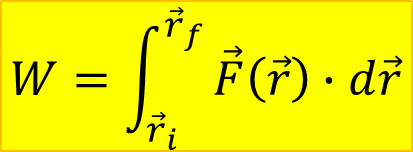 W = ∫_{r⃗_i}^{r⃗_f} F⃗(r⃗) · dr⃗